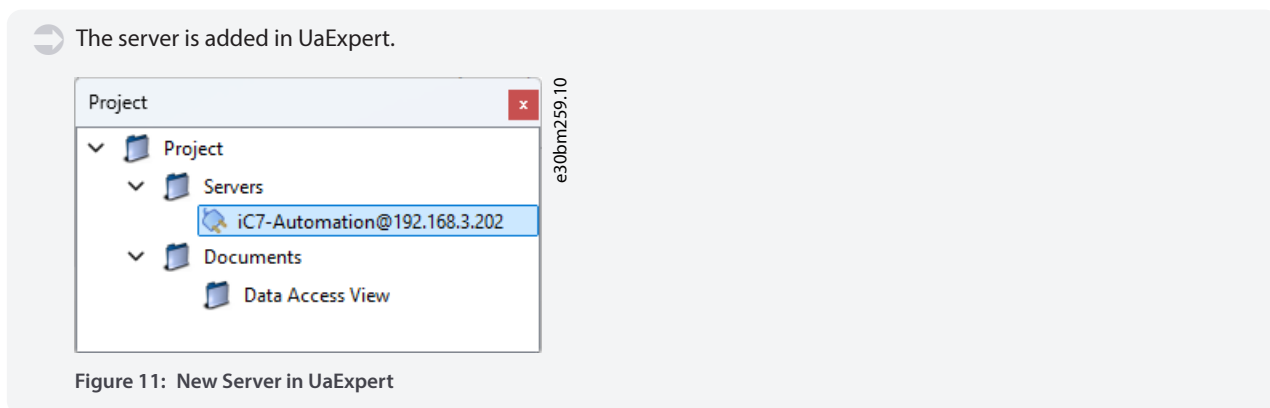 The server is added in UaExpert.
Project
x
Project
Servers
iC7-Automation@192.168.3.202
Documents
Data Access View
e30bm259.10
Figure 11: New Server in UaExpert